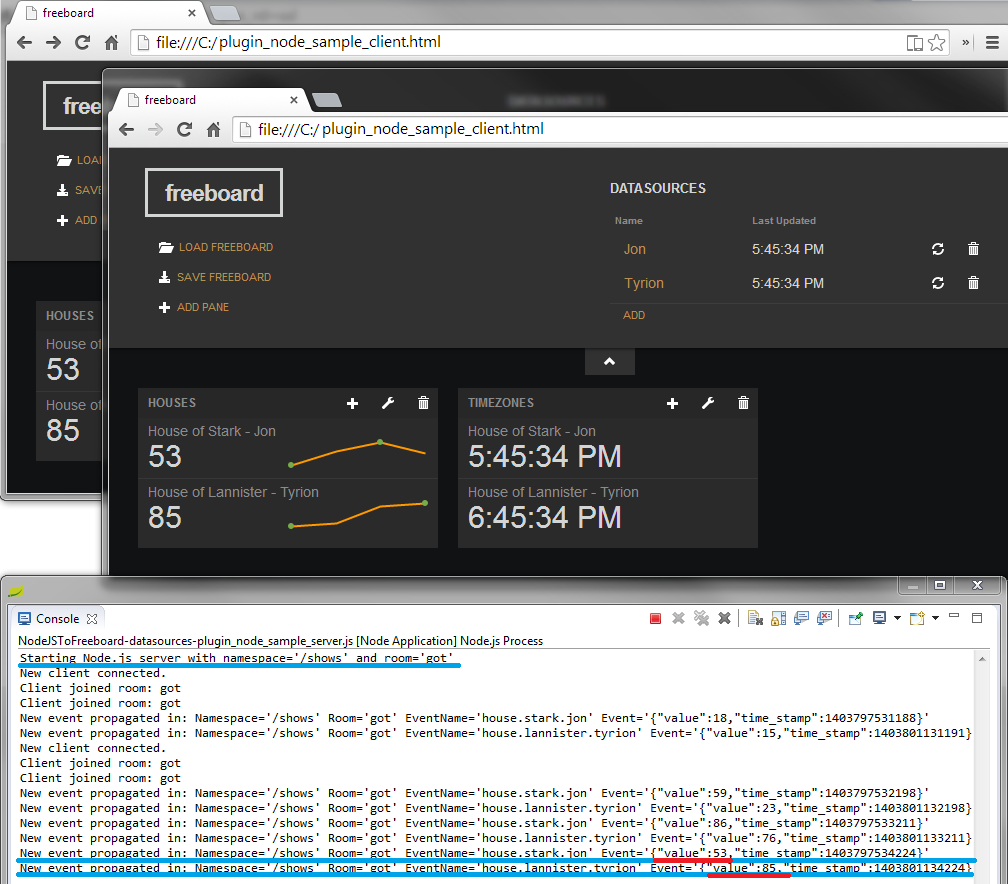 freeboard
file:///C:/plugin_node_sample_client.html
free
LOA
SAVE
ADD
HOUSES
House of
53
House of
85
freeboard
file:///C:/plugin_node_sample_client.html
freeboard
LOAD FREEBOARD
SAVE FREEBOARD
ADD PANE
DATASOURCES
Name Last Updated
Jon 5:45:34 PM
Tyrion 5:45:34 PM
ADD
HOUSES
House of Stark - Jon
53
House of Lannister - Tyrion
85
TIMEZONES
House of Stark - Jon
5:45:34 PM
House of Lannister - Tyrion
6:45:34 PM
Console
NodeJSToFreeboard-datasources-plugin_node_sample_server.js [Node Application] Node.js Process
Starting Node.js server with namespace='/shows' and room='got'
New client connected.
Client joined room: got
Client joined room: got
New event propagated in: Namespace='/shows' Room='got' EventName='house.stark.jon' Event='{"value":18,"time_stamp":1403797531188}'
New event propagated in: Namespace='/shows' Room='got' EventName='house.lannister.tyrion' Event='{"value":15,"time_stamp":1403801131191}
New client connected.
Client joined room: got
Client joined room: got
New event propagated in: Namespace='/shows' Room='got' EventName='house.stark.jon' Event='{"value":59,"time_stamp":1403797532198}'
New event propagated in: Namespace='/shows' Room='got' EventName='house.lannister.tyrion' Event='{"value":23,"time_stamp":1403801132198}
New event propagated in: Namespace='/shows' Room='got' EventName='house.stark.jon' Event='{"value":86,"time_stamp":1403797533211}'
New event propagated in: Namespace='/shows' Room='got' EventName='house.lannister.tyrion' Event='{"value":76,"time_stamp":1403801133211}
New event propagated in: Namespace='/shows' Room='got' EventName='house.stark.jon' Event='{"value":53,"time_stamp":1403797534224}'
New event propagated in: Namespace='/shows' Room='got' EventName='house.lannister.tyrion' Event='{"value":85,"time_stamp":1403801134224}